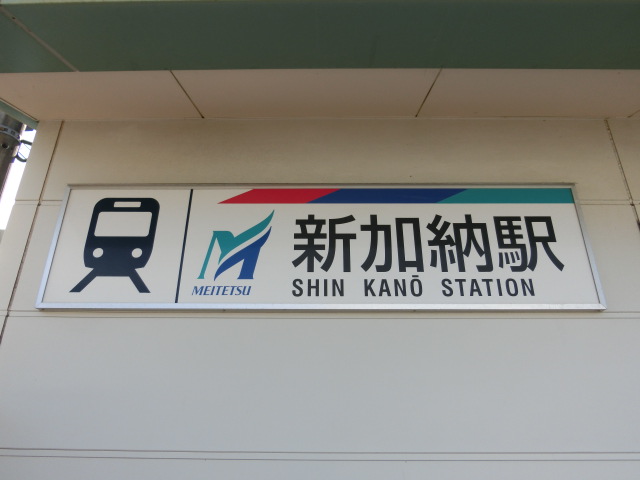 新加納駅
SHIN KANŌ STATION
MEITETSU